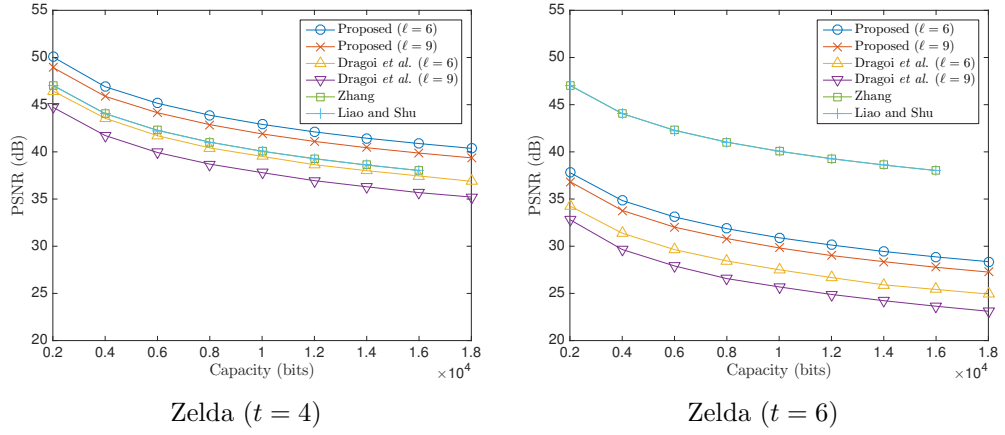 55
50
45
40
35
30
25
20
PSNR (dB)
0.2 0.4 0.6 0.8 1 1.2 1.4 1.6 1.8
Capacity (bits)
×10⁴
Proposed (ℓ = 6)
Proposed (ℓ = 9)
Dragoi et al. (ℓ = 6)
Dragoi et al. (ℓ = 9)
Zhang
Liao and Shu
Zelda (t = 4)
55
50
45
40
35
30
25
20
PSNR (dB)
0.2 0.4 0.6 0.8 1 1.2 1.4 1.6 1.8
Capacity (bits)
×10⁴
Proposed (ℓ = 6)
Proposed (ℓ = 9)
Dragoi et al. (ℓ = 6)
Dragoi et al. (ℓ = 9)
Zhang
Liao and Shu
Zelda (t = 6)